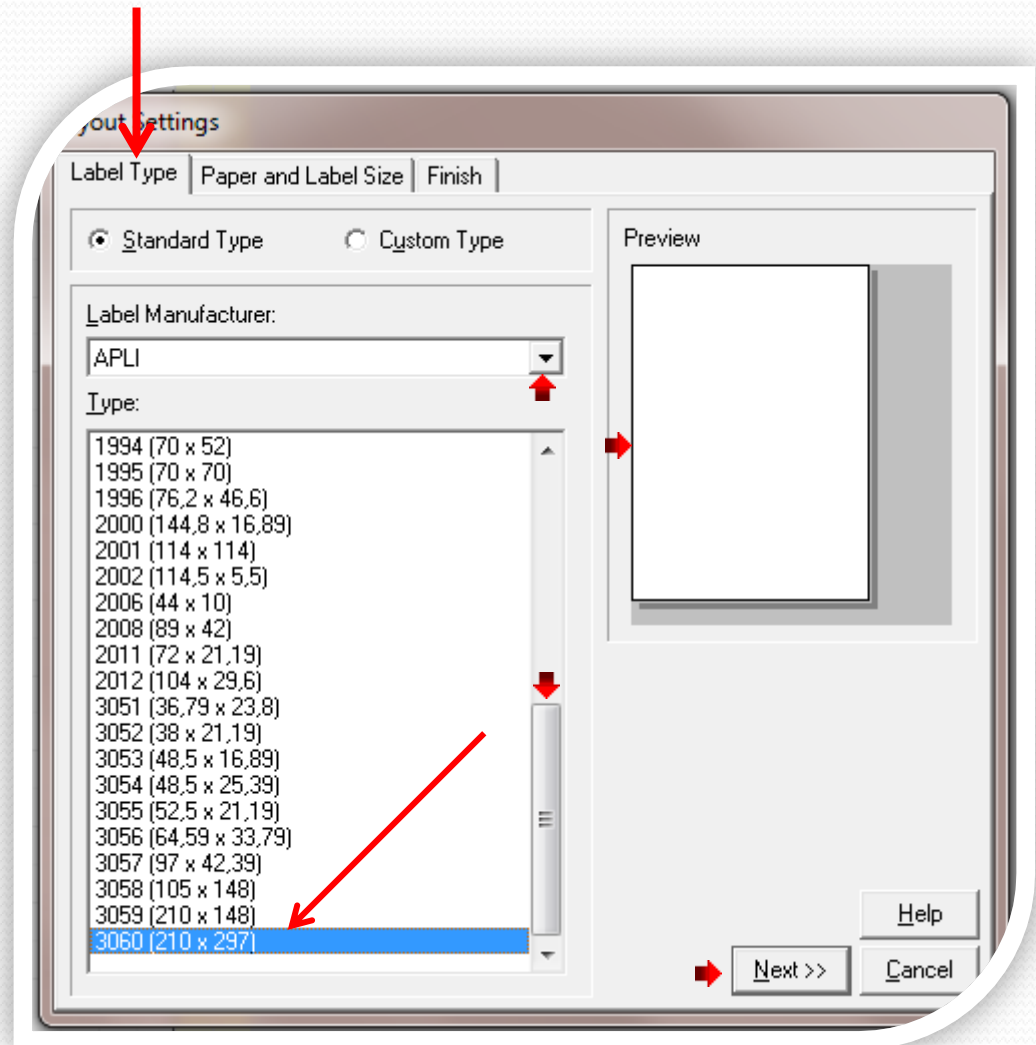 yout Settings
Label Type Paper and Label Size Finish
Standard Type Custom Type
Label Manufacturer:
APLI
Type:
1994 (70 x 52)
1995 (70 x 70)
1996 (76,2 x 46,6)
2000 (144,8 x 16,89)
2001 (114 x 114)
2002 (114,5 x 5,5)
2006 (44 x 10)
2008 (89 x 42)
2011 (72 x 21,19)
2012 (104 x 29,6)
3051 (36,79 x 23,8)
3052 (38 x 21,19)
3053 (48,5 x 16,89)
3054 (48,5 x 25,39)
3055 (52,5 x 21,19)
3056 (64,59 x 33,79)
3057 (97 x 42,39)
3058 (105 x 148)
3059 (210 x 148)
3060 (210 x 297)
Preview
Help
Next >> Cancel